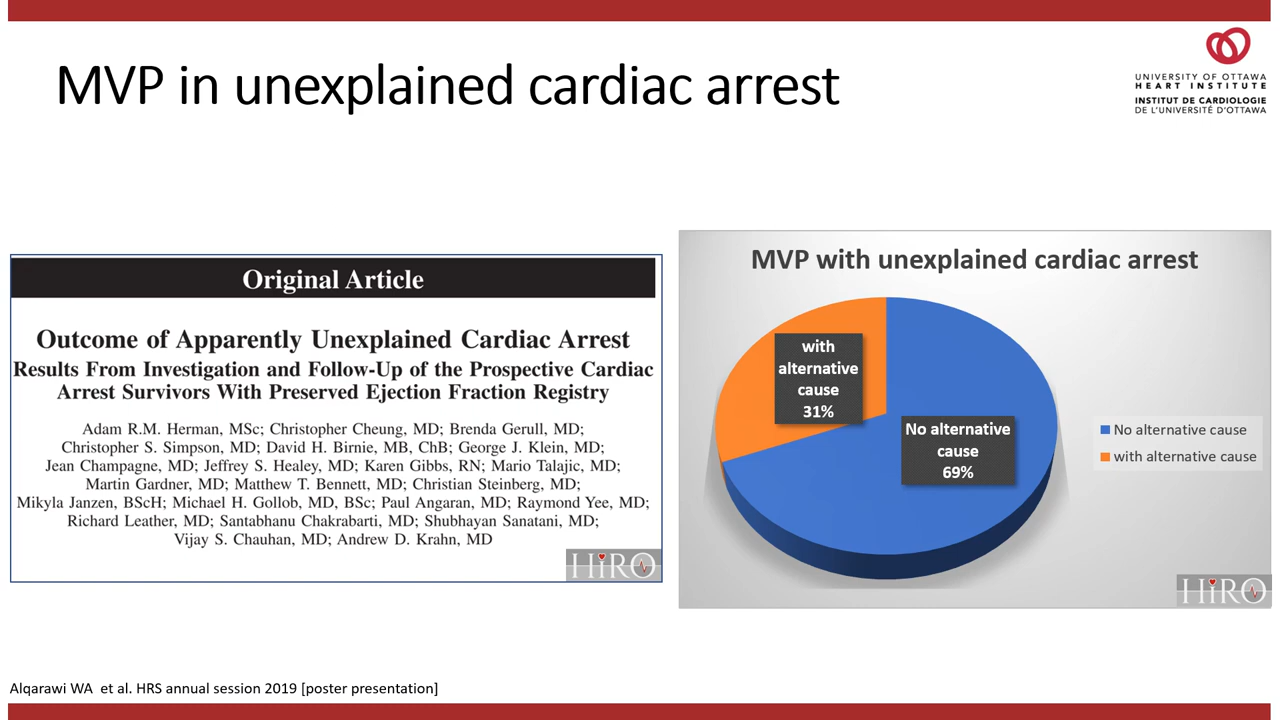 MVP in unexplained cardiac arrest
UNIVERSITY OF OTTAWA
HEART INSTITUTE
INSTITUT DE CARDIOLOGIE
DE L'UNIVERSITÉ D'OTTAWA
Original Article
Outcome of Apparently Unexplained Cardiac Arrest
Results From Investigation and Follow-Up of the Prospective Cardiac
Arrest Survivors With Preserved Ejection Fraction Registry
Adam R.M. Herman, MSc; Christopher Cheung, MD; Brenda Gerull, MD;
Christopher S. Simpson, MD; David H. Birnie, MB, ChB; George J. Klein, MD;
Jean Champagne, MD; Jeffrey S. Healey, MD; Karen Gibbs, RN; Mario Talajic, MD;
Martin Gardner, MD; Matthew T. Bennett, MD; Christian Steinberg, MD;
Mikyla Janzen, BScH; Michael H. Gollob, MD, BSc; Paul Angaran, MD; Raymond Yee, MD;
Richard Leather, MD; Santabhanu Chakrabarti, MD; Shubhayan Sanatani, MD;
Vijay S. Chauhan, MD; Andrew D. Krahn, MD
HiRO
MVP with unexplained cardiac arrest
with
alternative
cause
31%
No alternative
cause
69%
No alternative cause
with alternative cause
HiRO
Alqarawi WA et al. HRS annual session 2019 [poster presentation]